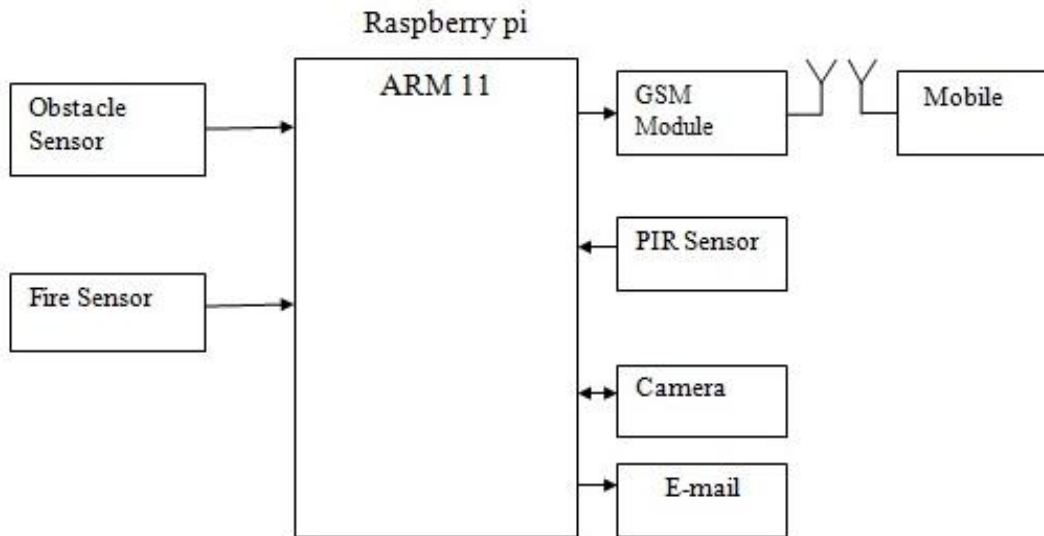 Raspberry pi
ARM 11
Obstacle
Sensor
Fire Sensor
GSM
Module
Mobile
PIR Sensor
Camera
E-mail